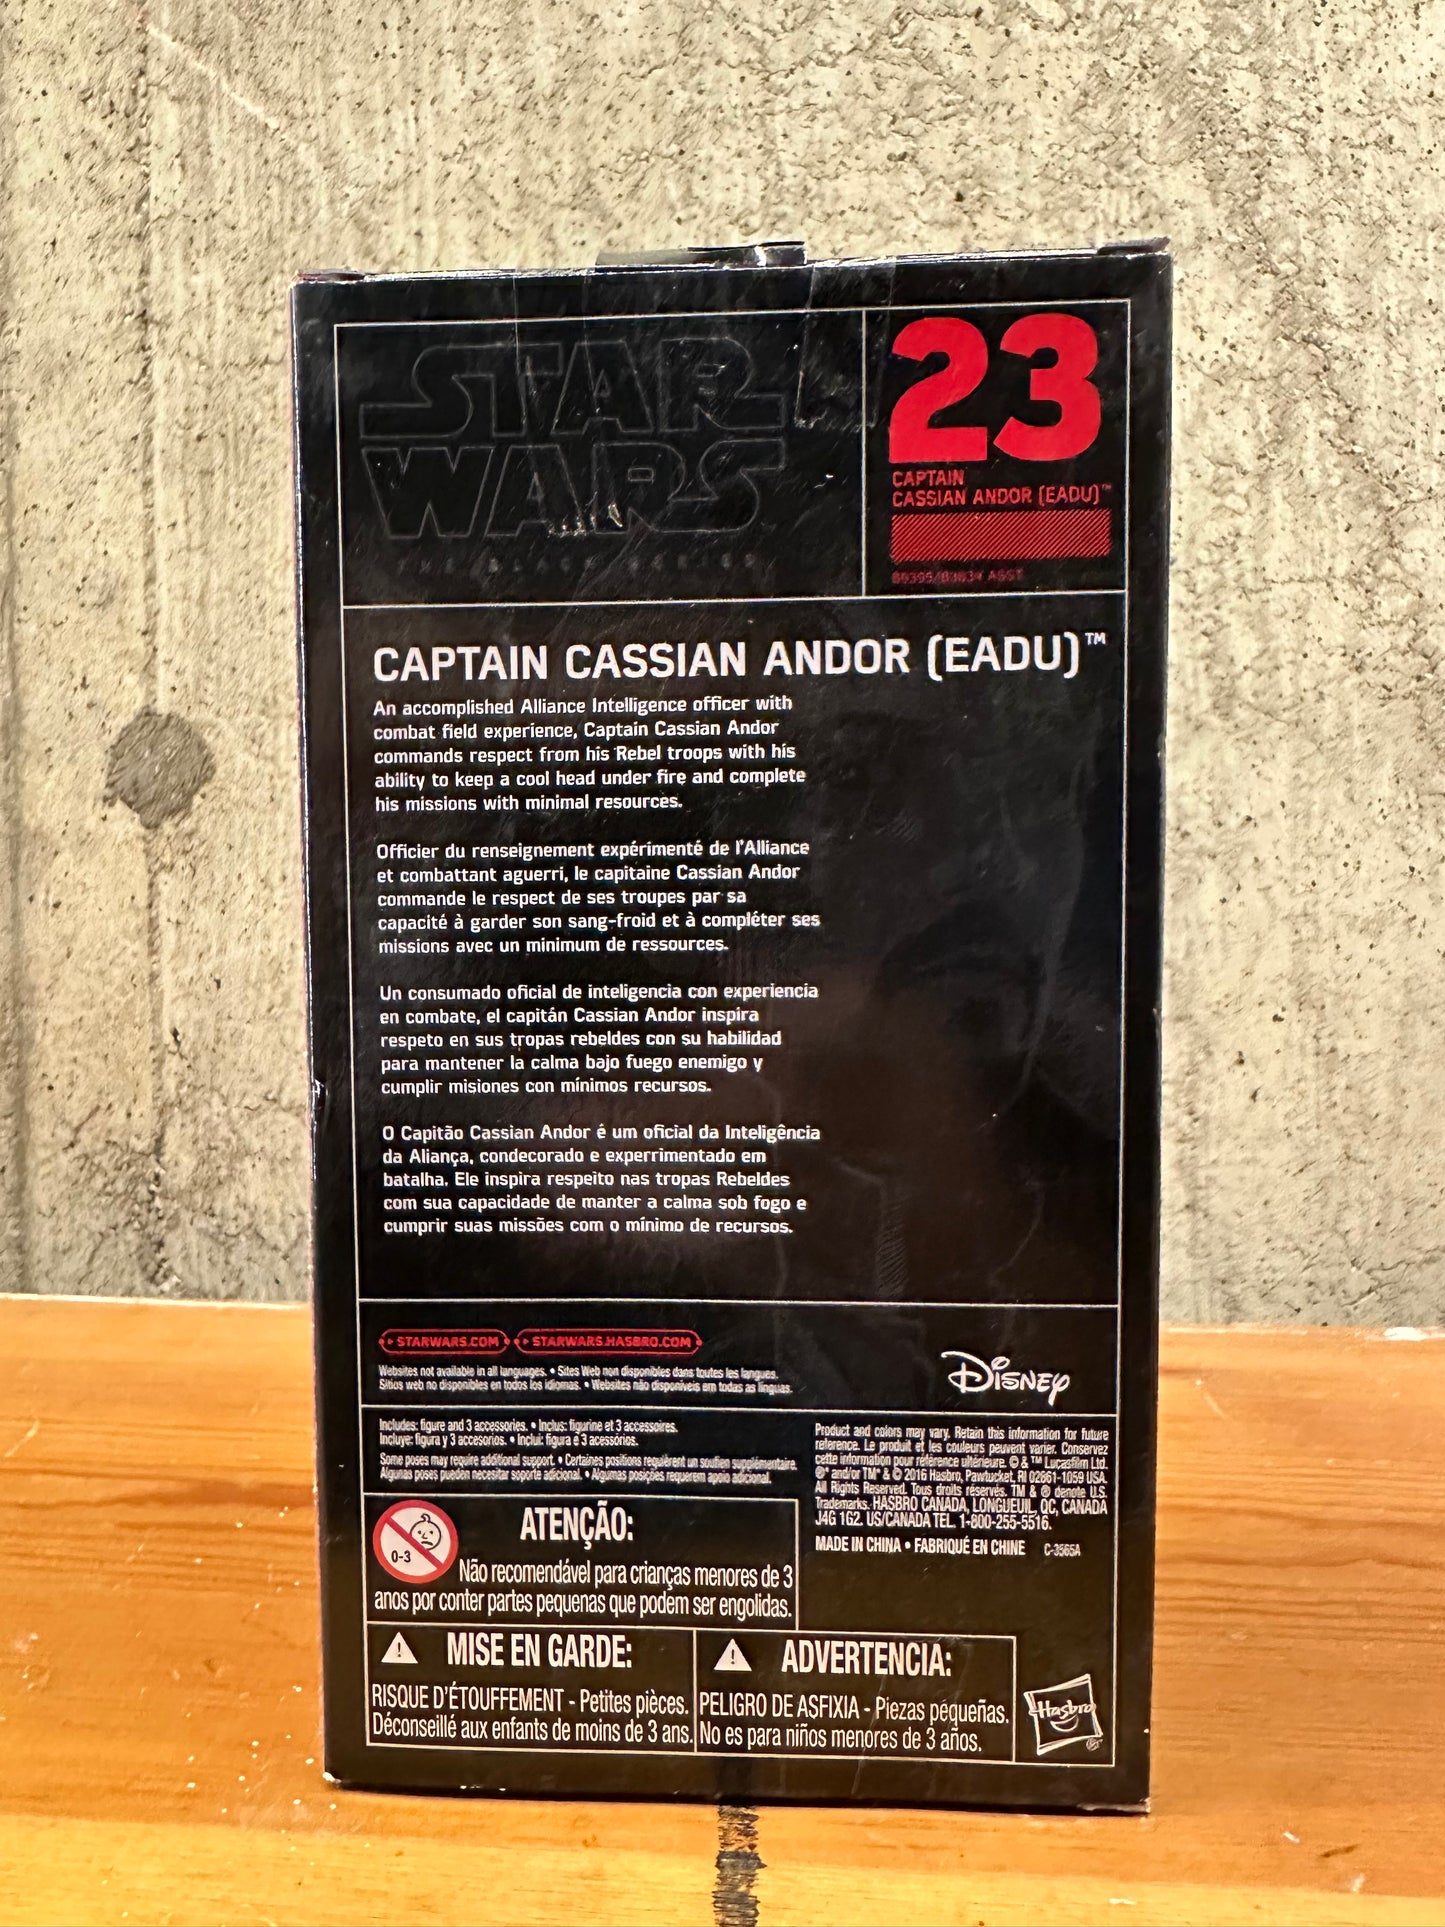 STAR
WARS
THE BLACK SERIES
23
CAPTAIN
CASSIAN ANDOR (EADU)™
ASST
CAPTAIN CASSIAN ANDOR (EADU)™
An accomplished Alliance Intelligence officer with
combat field experience, Captain Cassian Andor
commands respect from his Rebel troops with his
ability to keep a cool head under fire and complete
his missions with minimal resources.
Officier du renseignement expérimenté de l'Alliance
et combattant aguerri, le capitaine Cassian Andor
commande le respect de ses troupes par sa
capacité à garder son sang-froid et à compléter ses
missions avec un minimum de ressources.
Un consumado oficial de inteligencia con experiencia
en combate, el capitán Cassian Andor inspira
respeto en sus tropas rebeldes con su habilidad
para mantener la calma bajo fuego enemigo y
cumplir misiones con mínimos recursos.
O Capitão Cassian Andor é um oficial da Inteligência
da Aliança, condecorado e experrimentado em
batalha. Ele inspira respeito nas tropas Rebeldes
com sua capacidade de manter a calma sob fogo e
cumprir suas missões com o mínimo de recursos.
STARWARS.COM STARWARS.HASBRO.COM
Websites not available in all languages. • Sites Web non disponibles dans toutes les langues.
Sitios web no disponibles en todos los idiomas. • Websites não disponíveis em todas as línguas.
Disney
Includes: figure and 3 accessories. • Inclus: figurine et 3 accessoires.
Incluye: figura y 3 accesorios. • Inclui: figura e 3 acessórios.
Some poses may require additional support. • Certaines positions requièrent un soutien supplémentaire.
Algunas poses pueden necesitar soporte adicional. • Algumas posições requerem apoio adicional.
Product and colors may vary. Retain this information for future
reference. Le produit et les couleurs peuvent varier. Conservez
cette information pour référence ultérieure. © & ™ Lucasfilm Ltd.
®* and/or TM* & © 2016 Hasbro, Pawtucket, RI 02861-1059 USA.
All Rights Reserved. Tous droits réservés. TM & ® denote U.S.
Trademarks. HASBRO CANADA, LONGUEUIL, QC, CANADA
J4G 1G2. US/CANADA TEL. 1-800-255-5516.
MADE IN CHINA • FABRIQUÉ EN CHINE C-3565A
0-3
ATENÇÃO:
Não recomendável para crianças menores de 3
anos por conter partes pequenas que podem ser engolidas.
MISE EN GARDE:
RISQUE D'ÉTOUFFEMENT - Petites pièces.
Déconseillé aux enfants de moins de 3 ans.
ADVERTENCIA:
PELIGRO DE ASFIXIA - Piezas pequeñas.
No es para niños menores de 3 años.
Hasbro